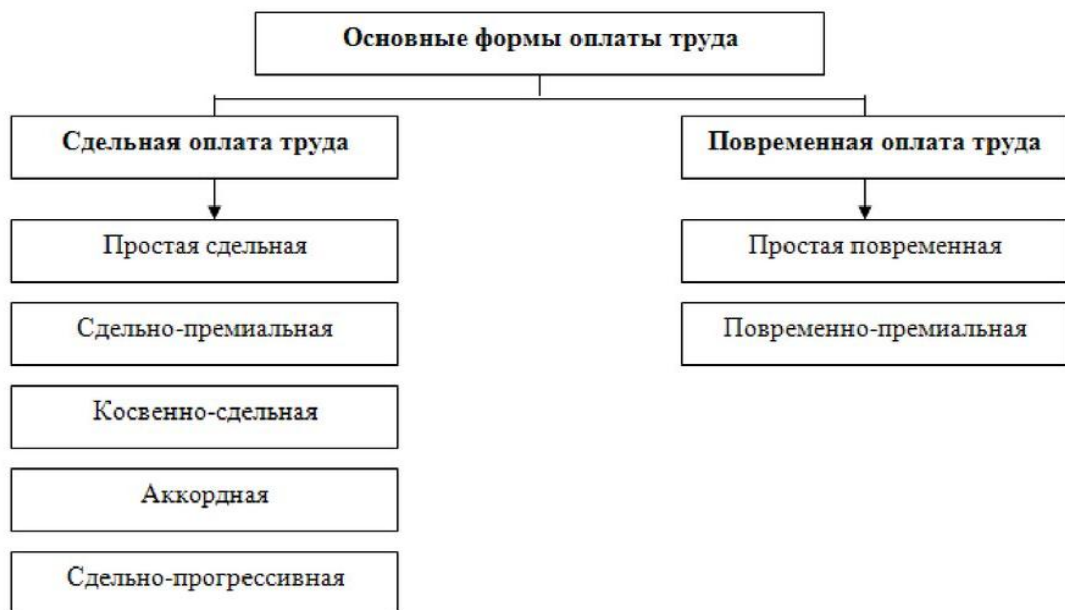 Основные формы оплаты труда
Сдельная оплата труда
Повременная оплата труда
Простая сдельная
Простая повременная
Сдельно-премиальная
Повременно-премиальная
Косвенно-сдельная
Аккордная
Сдельно-прогрессивная